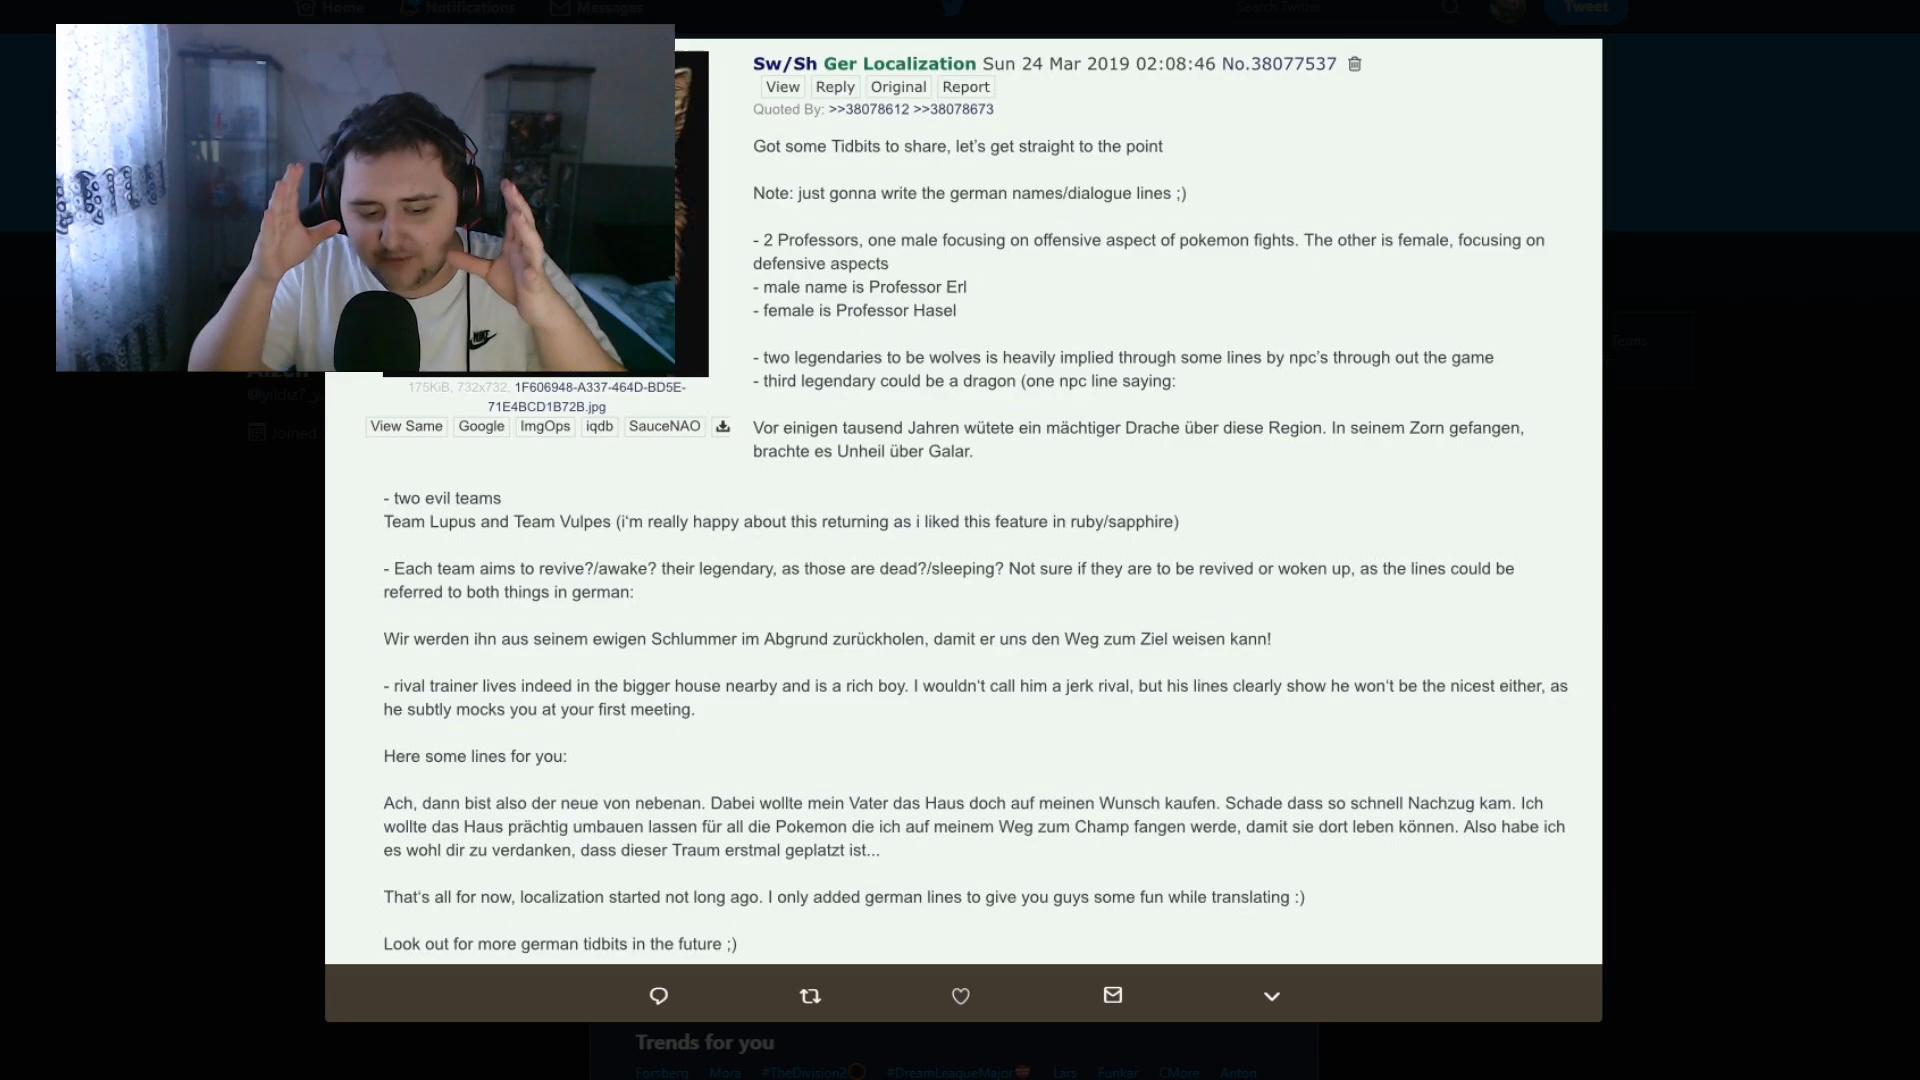 Home Notifications Messages Search Twitter Tweet
Sw/Sh Ger Localization Sun 24 Mar 2019 02:08:46 No.38077537
View Reply Original Report
Quoted By: >>38078612 >>38078673
Got some Tidbits to share, let's get straight to the point
Note: just gonna write the german names/dialogue lines ;)
- 2 Professors, one male focusing on offensive aspect of pokemon fights. The other is female, focusing on
defensive aspects
- male name is Professor Erl
- female is Professor Hasel
- two legendaries to be wolves is heavily implied through some lines by npc's through out the game
- third legendary could be a dragon (one npc line saying:
Vor einigen tausend Jahren wütete ein mächtiger Drache über diese Region. In seinem Zorn gefangen,
brachte es Unheil über Galar.
NIKE
175KiB, 732x732, 1F606948-A337-464D-BD5E-
71E4BCD1B72B.jpg
View Same Google ImgOps iqdb SauceNAO
Joined
- two evil teams
Team Lupus and Team Vulpes (i'm really happy about this returning as i liked this feature in ruby/sapphire)
- Each team aims to revive?/awake? their legendary, as those are dead?/sleeping? Not sure if they are to be revived or woken up, as the lines could be
referred to both things in german:
Wir werden ihn aus seinem ewigen Schlummer im Abgrund zurückholen, damit er uns den Weg zum Ziel weisen kann!
- rival trainer lives indeed in the bigger house nearby and is a rich boy. I wouldn't call him a jerk rival, but his lines clearly show he won't be the nicest either, as
he subtly mocks you at your first meeting.
Here some lines for you:
Ach, dann bist also der neue von nebenan. Dabei wollte mein Vater das Haus doch auf meinen Wunsch kaufen. Schade dass so schnell Nachzug kam. Ich
wollte das Haus prächtig umbauen lassen für all die Pokemon die ich auf meinem Weg zum Champ fangen werde, damit sie dort leben können. Also habe ich
es wohl dir zu verdanken, dass dieser Traum erstmal geplatzt ist...
That's all for now, localization started not long ago. I only added german lines to give you guys some fun while translating :)
Look out for more german tidbits in the future ;)
Trends for you
Forsberg Mora #TheDivision2 #DreamLeagueMajor Lars Funkar CMore Anton